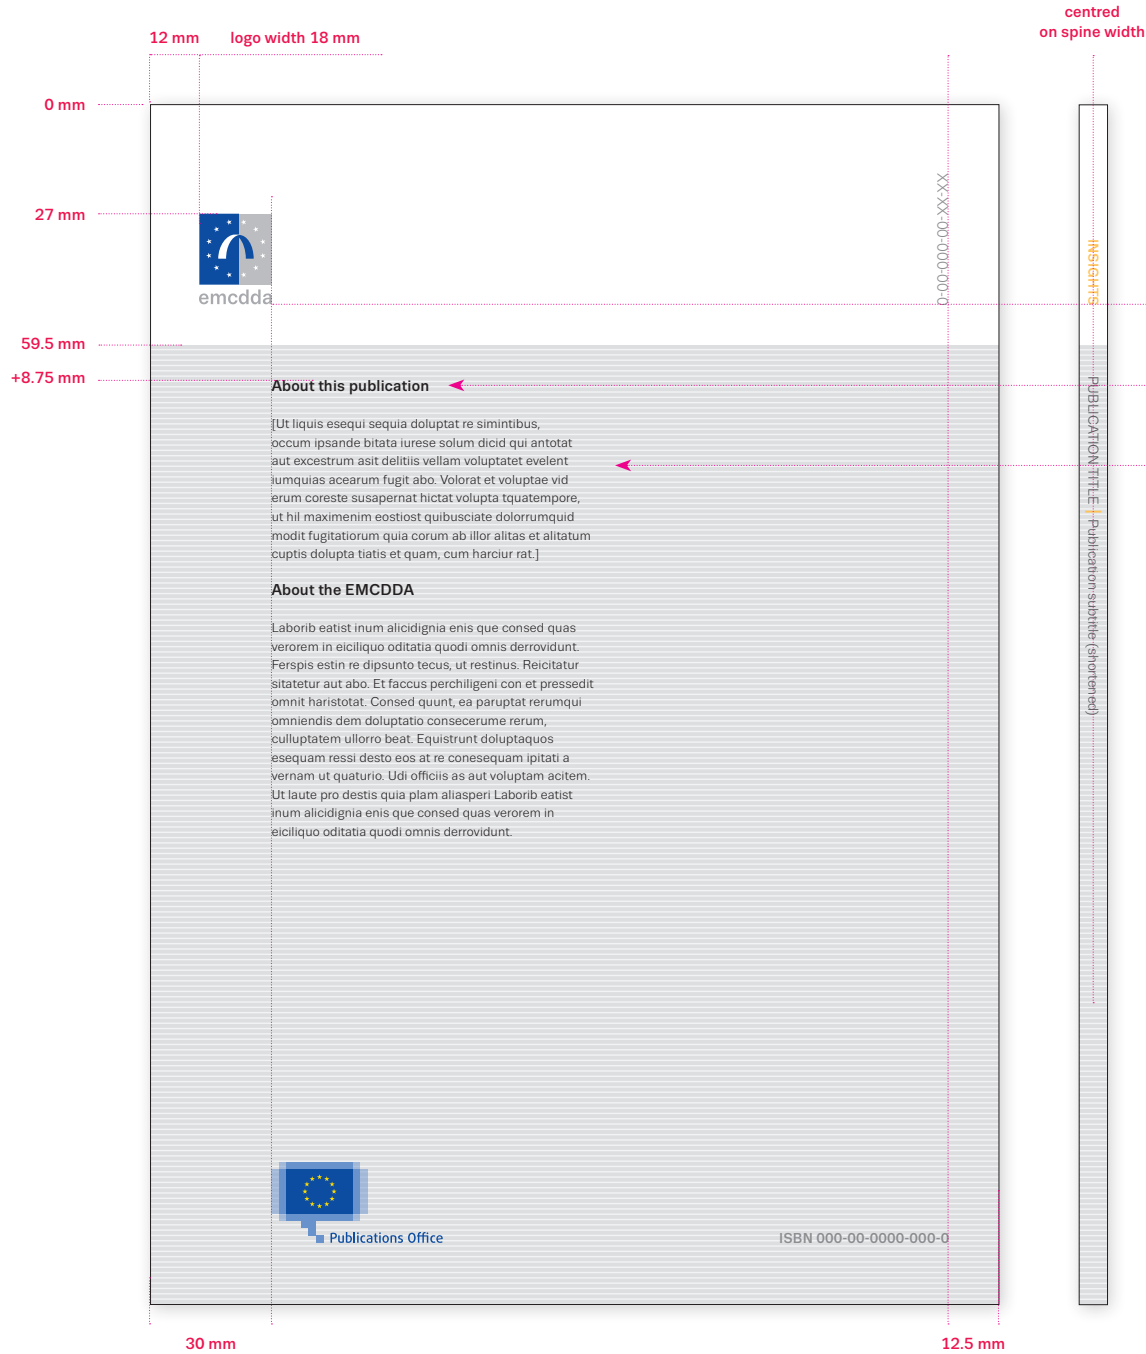 centred
on spine width
12 mm
logo width 18 mm
0 mm
27 mm
emcdda
XX-XX-000-00-0
INSIGHTS
59.5 mm
+8.75 mm
About this publication
[Ut liquis esequi sequia doluptat re simintibus,
occum ipsande bitata iurese solum dicid qui antotat
aut excestrum asit delitiis vellam voluptatet evelent
iumquias acearum fugit abo. Volorat et voluptae vid
erum coreste susapernat hictat volupta tquatempore,
ut hil maximenim eostiost quibusciate dolorrumquid
modit fugitatiorum quia corum ab illor alitas et alitatum
cuptis dolupta tiatis et quam, cum harciur rat.]
About the EMCDDA
Laborib eatist inum alicidignia enis que consed quas
verorem in eiciliquo oditatia quodi omnis derrovidunt.
Ferspis estin re dipsunto tecus, ut restinus. Reicitatur
sitatetur aut abo. Et faccus perchiligeni con et pressedit
omnit haristotat. Consed quunt, ea paruptat rerumqui
omniendis dem doluptatio consecerume rerum,
culluptatem ullorro beat. Equistrunt doluptaquos
esequam ressi desto eos at re conesequam ipitati a
vernam ut quaturio. Udi officiis as aut voluptam acitem.
Ut laute pro destis quia plam aliasperi Laborib eatist
inum alicidignia enis que consed quas verorem in
eiciliquo oditatia quodi omnis derrovidunt.
PUBLICATION TITLE | Publication subtitle (shortened)
Publications Office
ISBN 000-00-0000-000-0
30 mm
12.5 mm